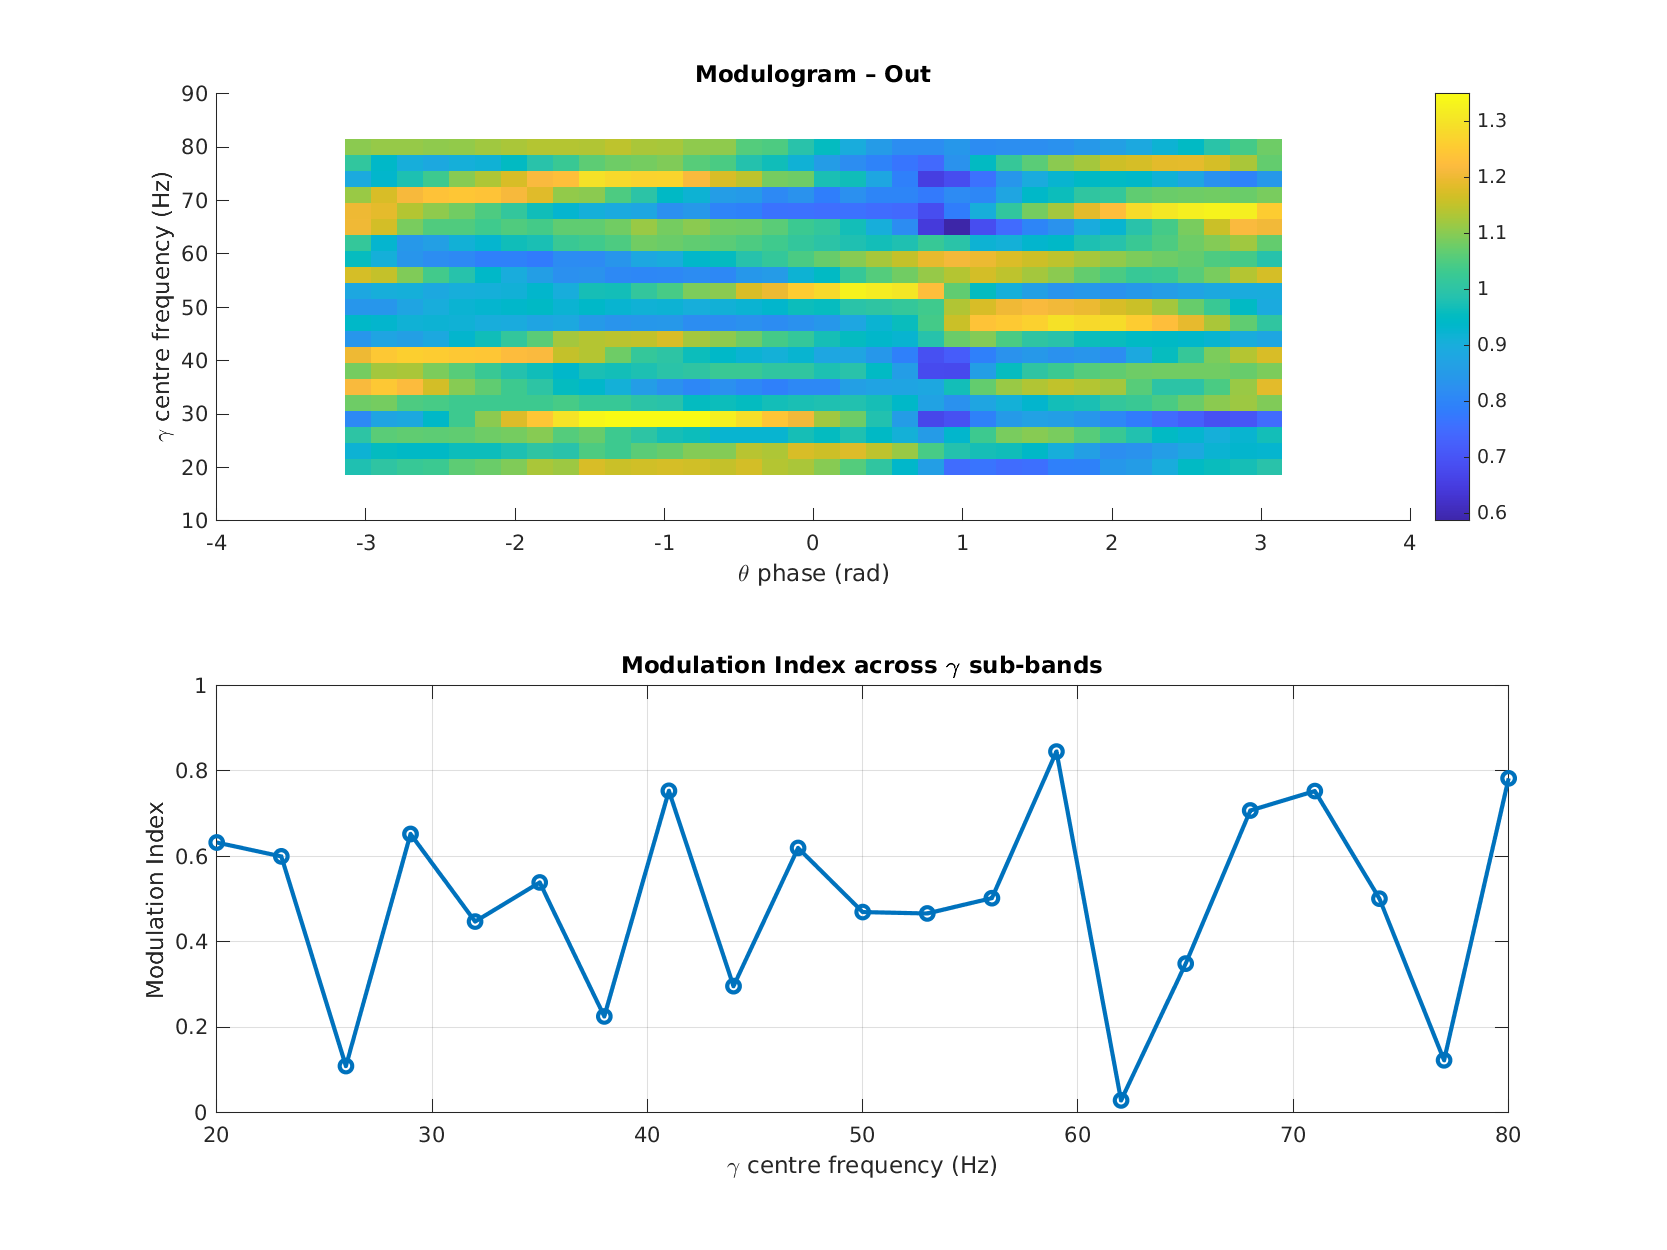 Modulogram – Out
90
80
70
60
50
40
30
20
10
γ centre frequency (Hz)
-4 -3 -2 -1 0 1 2 3 4
θ phase (rad)
1.3
1.2
1.1
1
0.9
0.8
0.7
0.6
Modulation Index across γ sub-bands
1
0.8
0.6
0.4
0.2
0
Modulation Index
20 30 40 50 60 70 80
γ centre frequency (Hz)